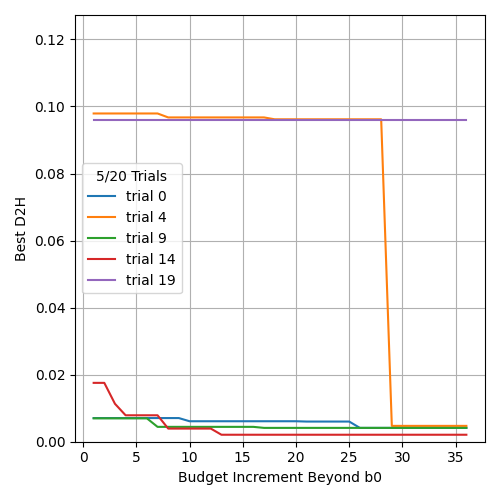 0.12
0.10
0.08
0.06
0.04
0.02
0.00
Best D2H
5/20 Trials
trial 0
trial 4
trial 9
trial 14
trial 19
0 5 10 15 20 25 30 35
Budget Increment Beyond b0